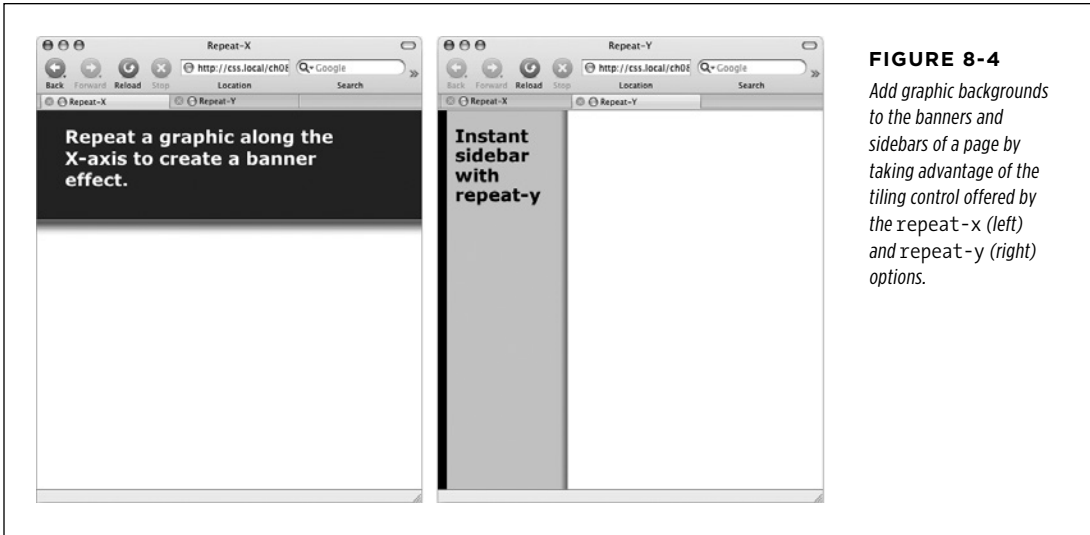 Repeat-X
Back Forward Reload Stop
http://css.local/ch08
Location
Google
Search
Repeat-X
Repeat-Y
Repeat a graphic along the
X-axis to create a banner
effect.
Repeat-Y
Back Forward Reload Stop
http://css.local/ch08
Location
Google
Search
Repeat-X
Repeat-Y
Instant
sidebar
with
repeat-y
FIGURE 8-4
Add graphic backgrounds
to the banners and
sidebars of a page by
taking advantage of the
tiling control offered by
the repeat-x (left)
and repeat-y (right)
options.